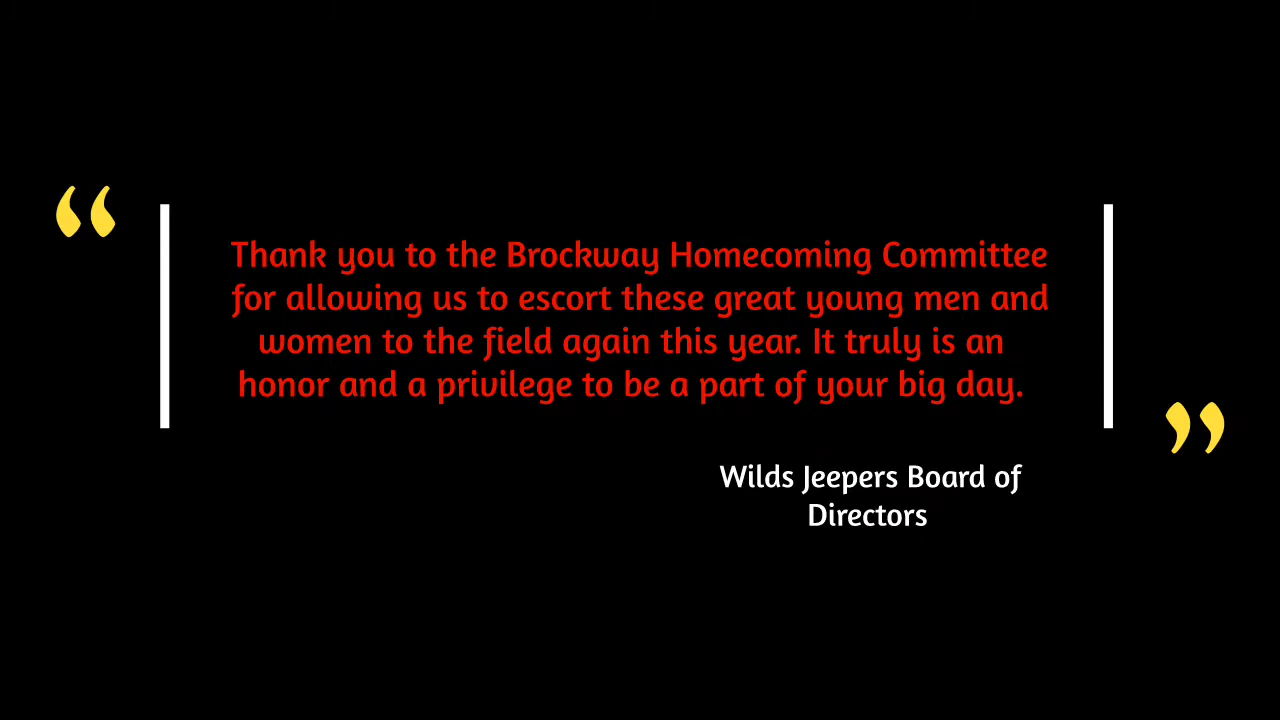 “
Thank you to the Brockway Homecoming Committee
for allowing us to escort these great young men and
women to the field again this year. It truly is an
honor and a privilege to be a part of your big day.
”
Wilds Jeepers Board of
Directors